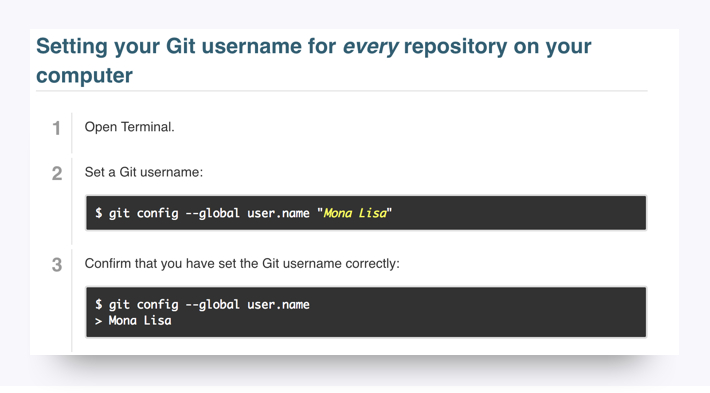 Setting your Git username for every repository on your
computer
1 Open Terminal.
2 Set a Git username:
$ git config --global user.name "Mona Lisa"
3 Confirm that you have set the Git username correctly:
$ git config --global user.name
> Mona Lisa